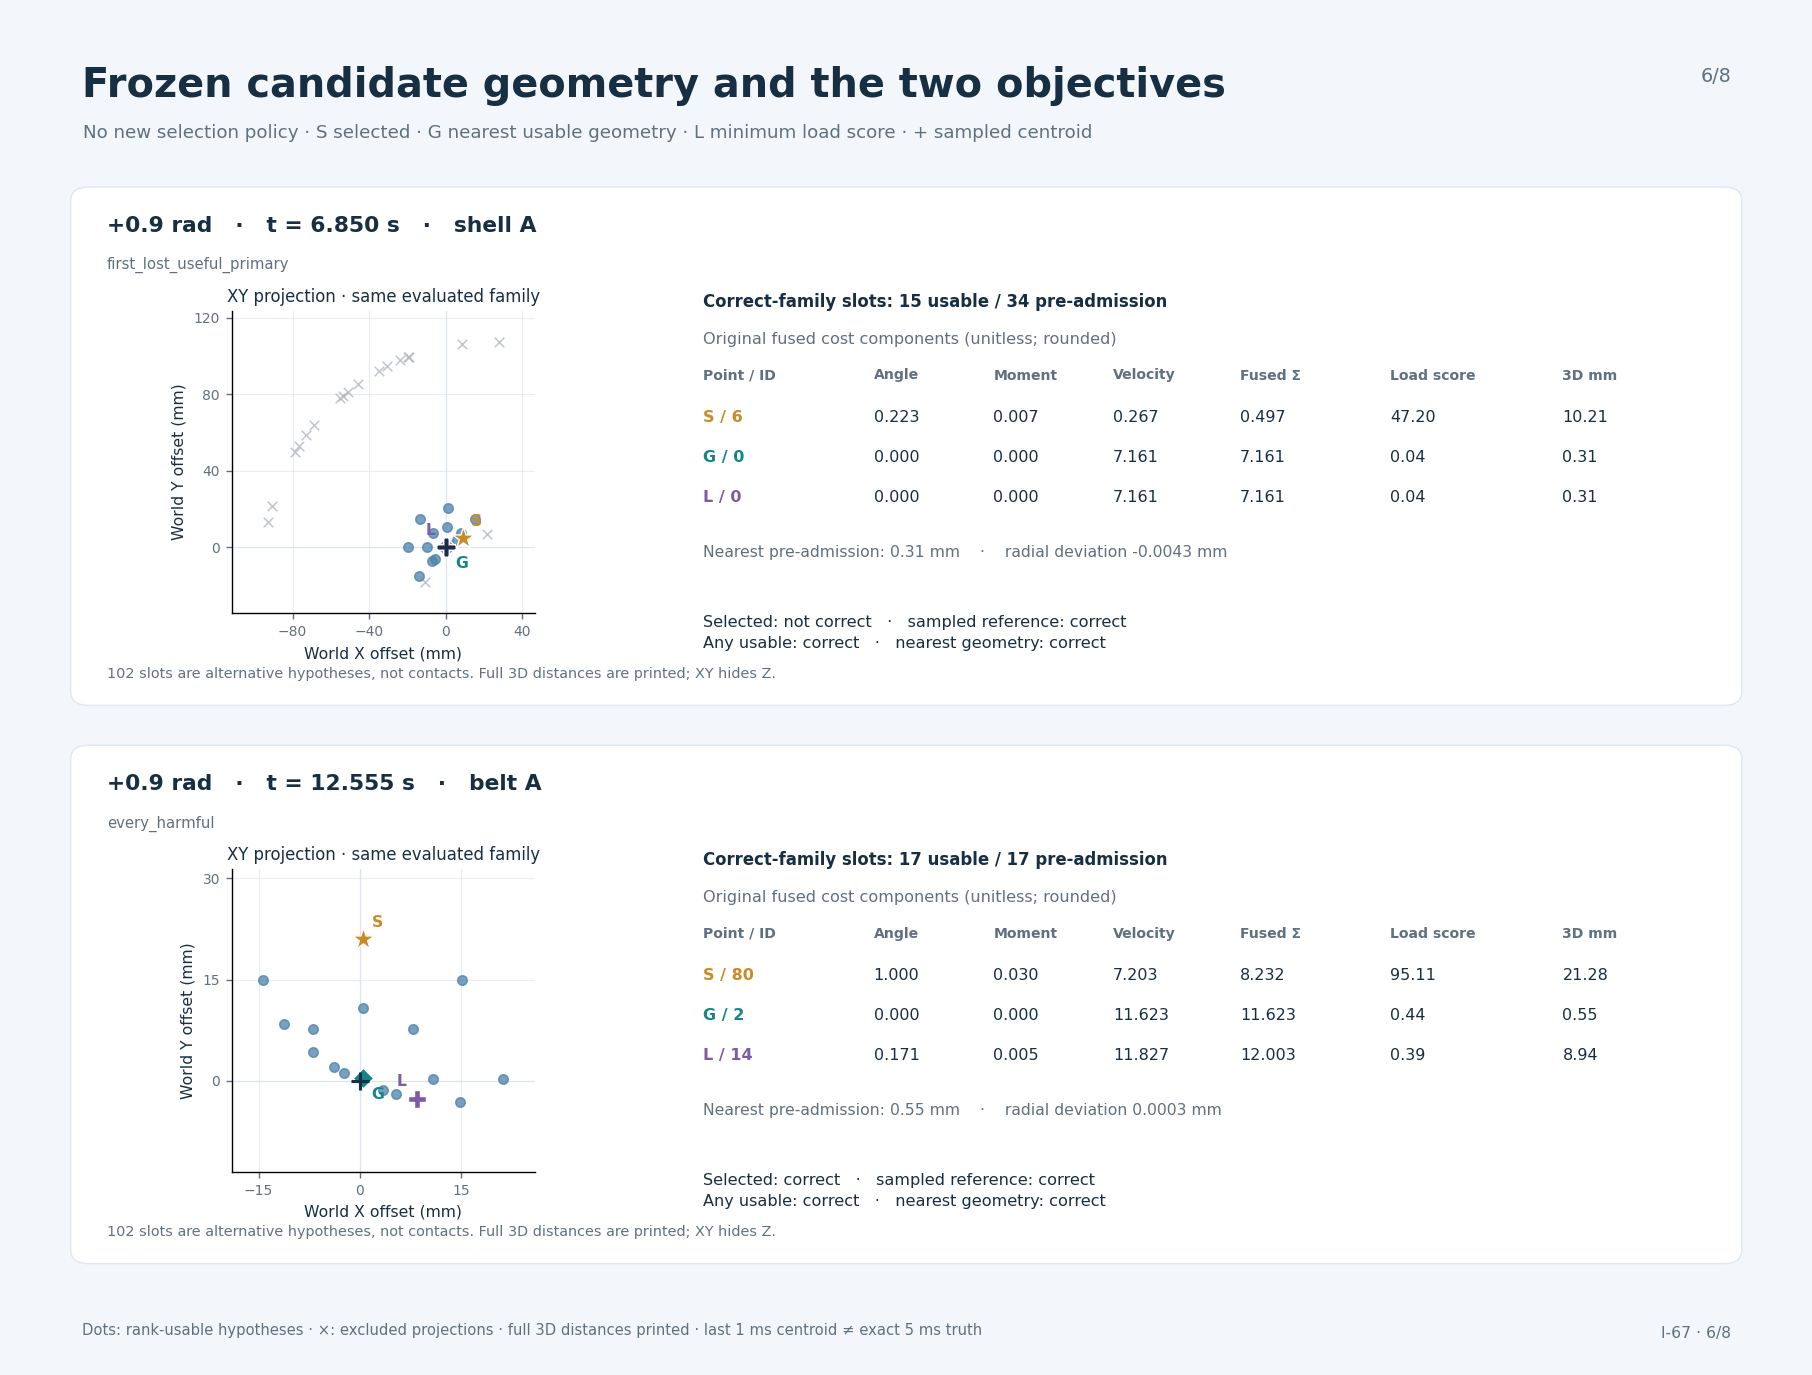 Frozen candidate geometry and the two objectives
6/8
No new selection policy · S selected · G nearest usable geometry · L minimum load score · + sampled centroid
+0.9 rad · t = 6.850 s · shell A
first_lost_useful_primary
XY projection · same evaluated family
120
80
40
0
World Y offset (mm)
S
L
G
−80 −40 0 40
World X offset (mm)
Correct-family slots: 15 usable / 34 pre-admission
Original fused cost components (unitless; rounded)
Point / ID Angle Moment Velocity Fused Σ Load score 3D mm
S / 6 0.223 0.007 0.267 0.497 47.20 10.21
G / 0 0.000 0.000 7.161 7.161 0.04 0.31
L / 0 0.000 0.000 7.161 7.161 0.04 0.31
Nearest pre-admission: 0.31 mm · radial deviation -0.0043 mm
Selected: not correct · sampled reference: correct
Any usable: correct · nearest geometry: correct
102 slots are alternative hypotheses, not contacts. Full 3D distances are printed; XY hides Z.
+0.9 rad · t = 12.555 s · belt A
every_harmful
XY projection · same evaluated family
30
15
0
World Y offset (mm)
S
L
G
−15 0 15
World X offset (mm)
Correct-family slots: 17 usable / 17 pre-admission
Original fused cost components (unitless; rounded)
Point / ID Angle Moment Velocity Fused Σ Load score 3D mm
S / 80 1.000 0.030 7.203 8.232 95.11 21.28
G / 2 0.000 0.000 11.623 11.623 0.44 0.55
L / 14 0.171 0.005 11.827 12.003 0.39 8.94
Nearest pre-admission: 0.55 mm · radial deviation 0.0003 mm
Selected: correct · sampled reference: correct
Any usable: correct · nearest geometry: correct
102 slots are alternative hypotheses, not contacts. Full 3D distances are printed; XY hides Z.
Dots: rank-usable hypotheses · ×: excluded projections · full 3D distances printed · last 1 ms centroid ≠ exact 5 ms truth
I-67 · 6/8